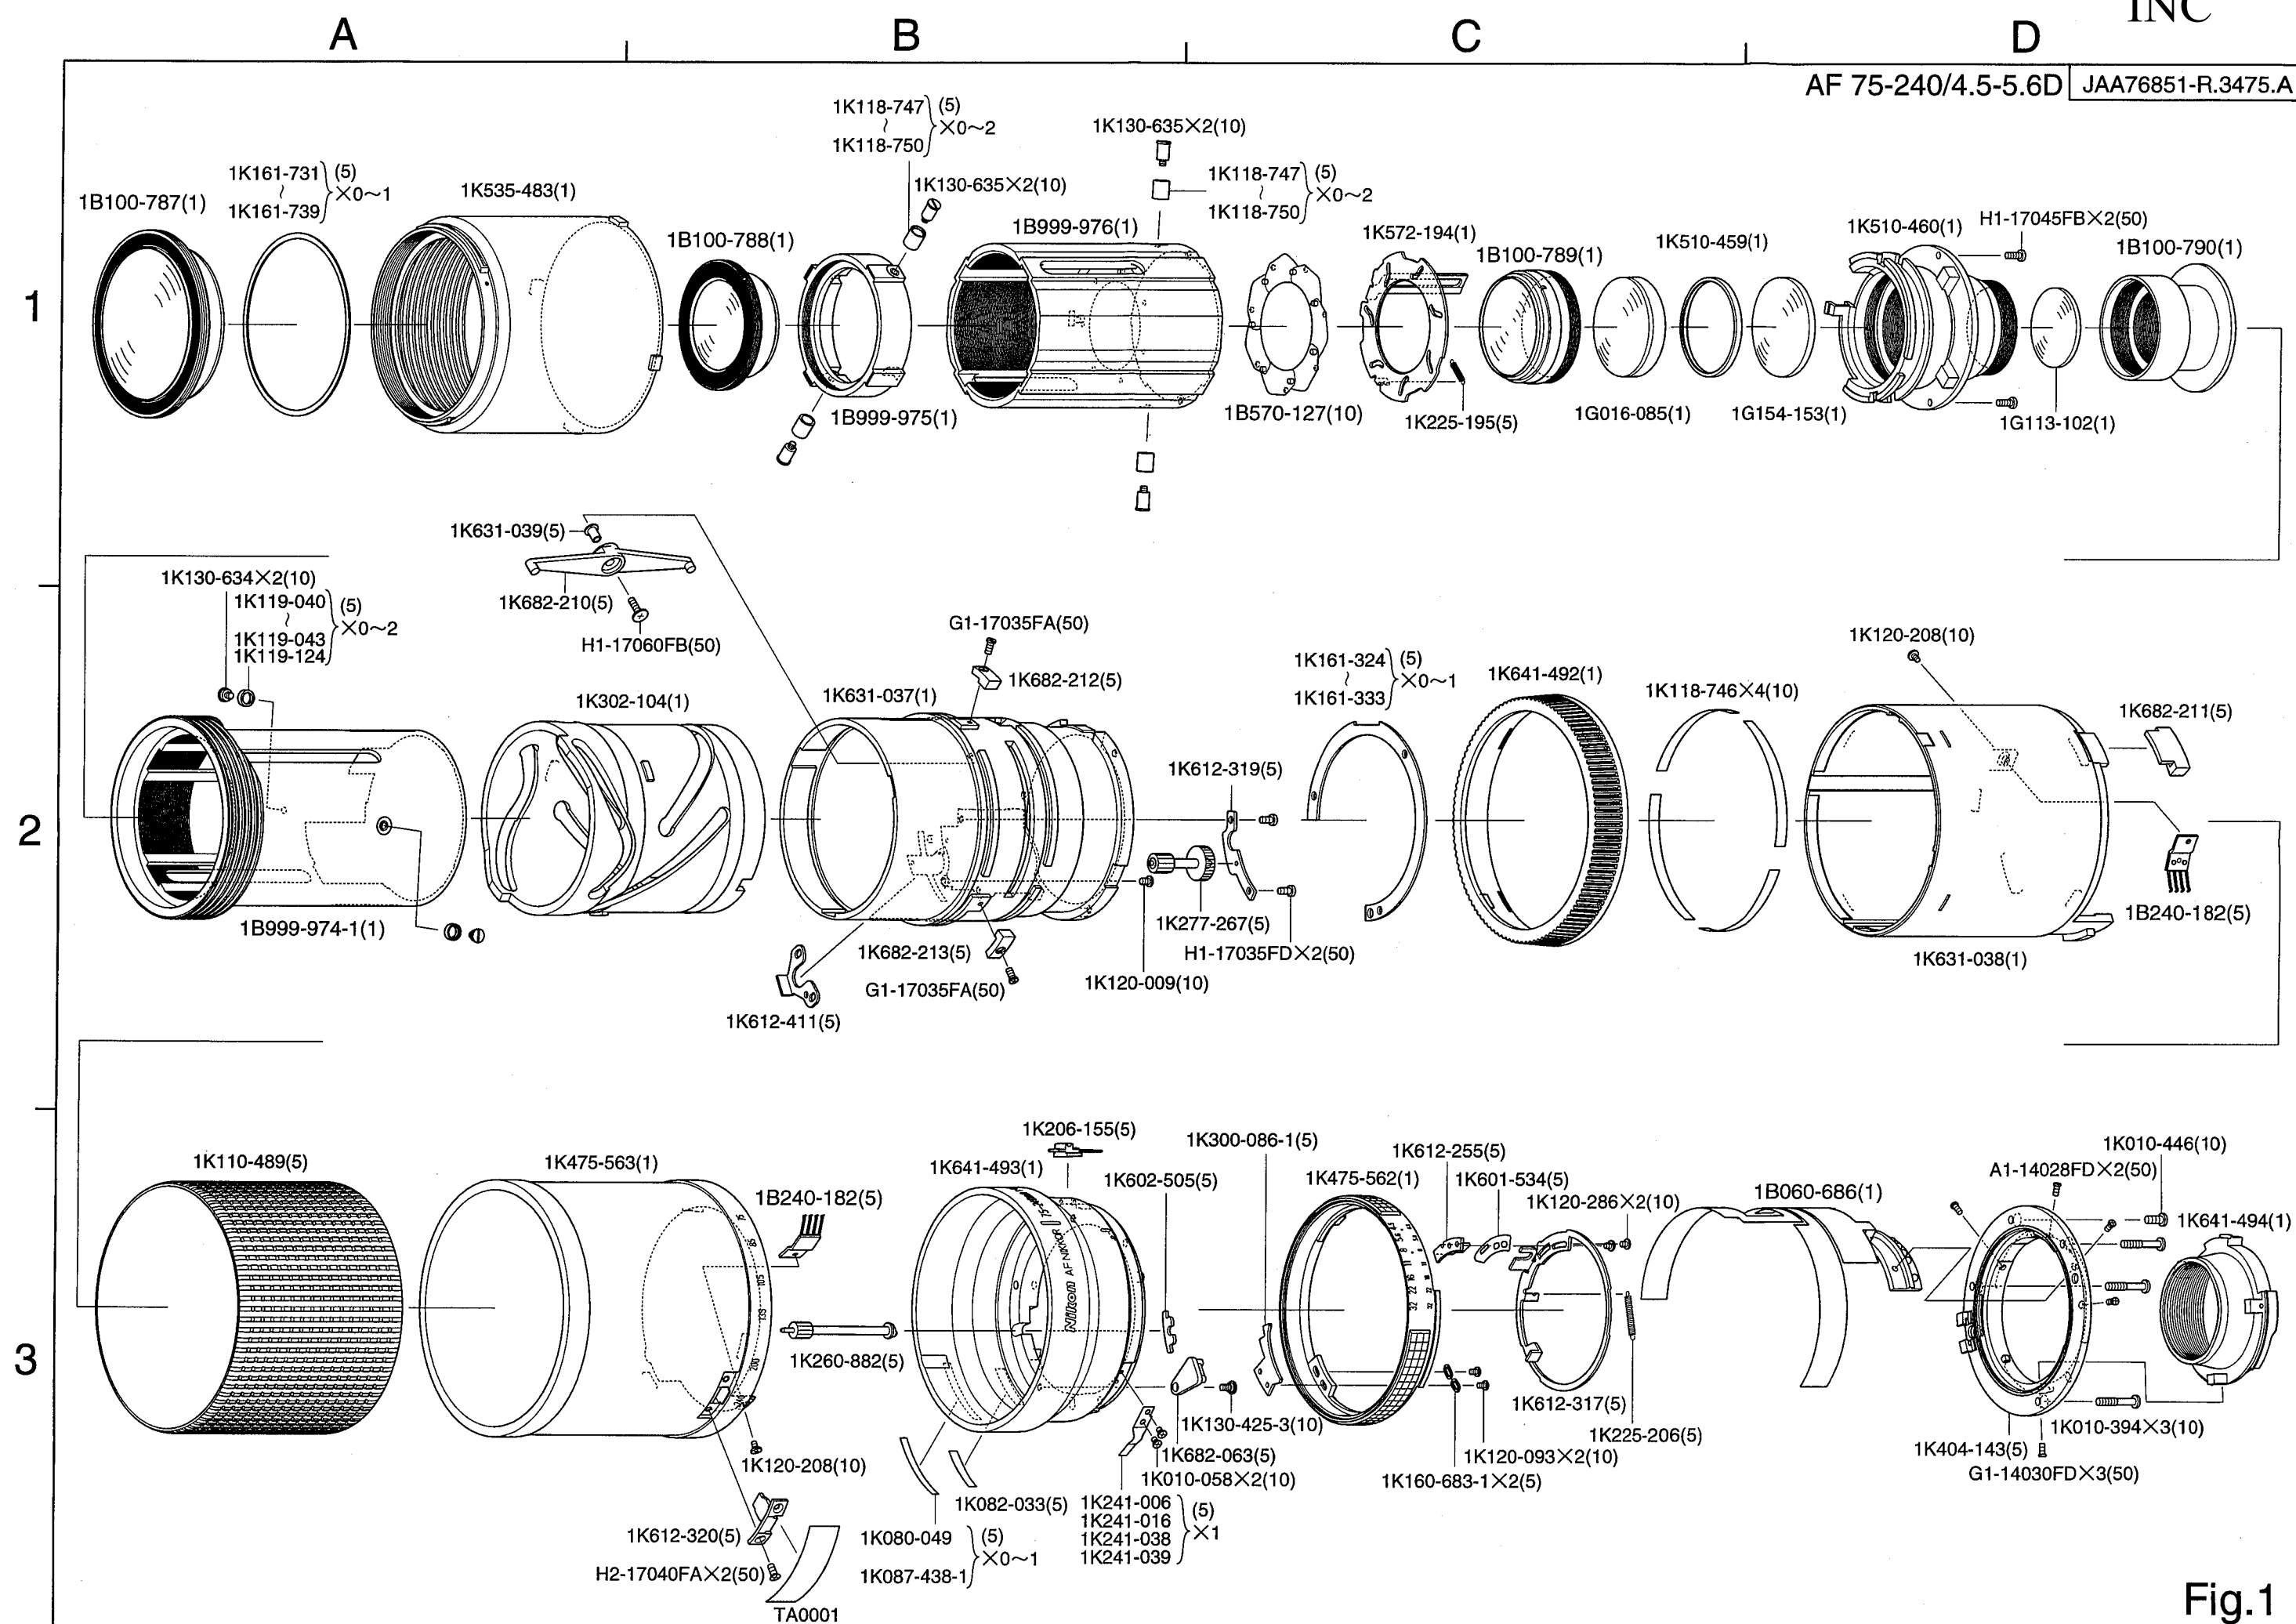 INC
A B C D
AF 75-240/4.5-5.6D JAA76851-R.3475.A
1
1B100-787(1)
1K161-731
~
1K161-739
(5)
×0~1
1K535-483(1)
1B100-788(1)
1K118-747
~
1K118-750
(5)
×0~2
1K130-635×2(10)
1B999-975(1)
1B999-976(1)
1K130-635×2(10)
1K118-747
~
1K118-750
(5)
×0~2
1B570-127(10)
1K572-194(1)
1K225-195(5)
1B100-789(1)
1G016-085(1)
1K510-459(1)
1G154-153(1)
1K510-460(1)
H1-17045FB×2(50)
1G113-102(1)
1B100-790(1)
2
1K130-634×2(10)
1K119-040
~
1K119-043
1K119-124
(5)
×0~2
1B999-974-1(1)
1K631-039(5)
1K682-210(5)
H1-17060FB(50)
1K302-104(1)
1K631-037(1)
G1-17035FA(50)
1K682-212(5)
1K682-213(5)
G1-17035FA(50)
1K612-411(5)
1K612-319(5)
1K277-267(5)
H1-17035FD×2(50)
1K120-009(10)
1K161-324
~
1K161-333
(5)
×0~1
1K641-492(1)
1K118-746×4(10)
1K120-208(10)
1K682-211(5)
1B240-182(5)
1K631-038(1)
3
1K110-489(5)
1K475-563(1)
1B240-182(5)
75
85
105
135
200
1K260-882(5)
1K120-208(10)
1K612-320(5)
H2-17040FA×2(50)
TA0001
1K206-155(5)
1K641-493(1)
Nikon AF NIKKOR
1K602-505(5)
1K130-425-3(10)
1K682-063(5)
1K010-058×2(10)
1K082-033(5)
1K080-049
1K087-438-1
(5)
×0~1
1K241-006
1K241-016
1K241-038
1K241-039
(5)
×1
1K300-086-1(5)
1K475-562(1)
1K612-255(5)
1K601-534(5)
1K120-286×2(10)
1K612-317(5)
1K225-206(5)
1K120-093×2(10)
1K160-683-1×2(5)
1B060-686(1)
A1-14028FD×2(50)
1K010-446(10)
1K641-494(1)
1K010-394×3(10)
1K404-143(5)
G1-14030FD×3(50)
Fig.1